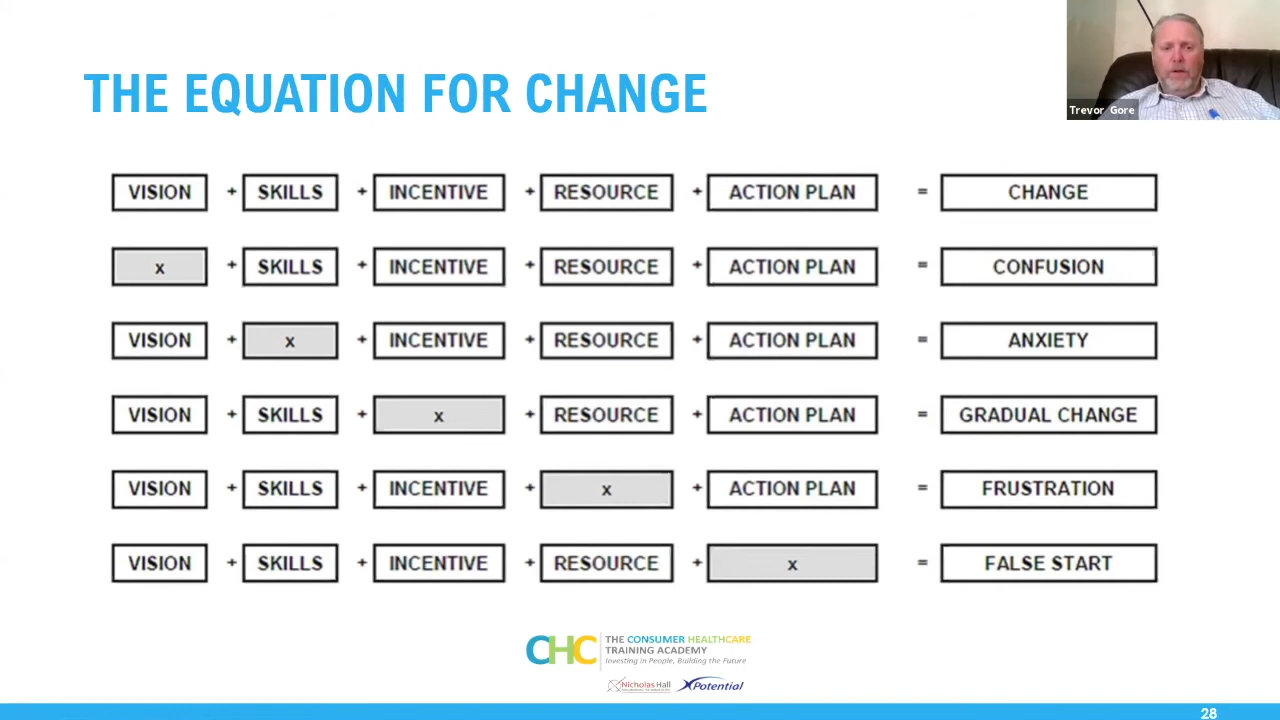 THE EQUATION FOR CHANGE
Trevor Gore
VISION + SKILLS + INCENTIVE + RESOURCE + ACTION PLAN = CHANGE
x + SKILLS + INCENTIVE + RESOURCE + ACTION PLAN = CONFUSION
VISION + x + INCENTIVE + RESOURCE + ACTION PLAN = ANXIETY
VISION + SKILLS + x + RESOURCE + ACTION PLAN = GRADUAL CHANGE
VISION + SKILLS + INCENTIVE + x + ACTION PLAN = FRUSTRATION
VISION + SKILLS + INCENTIVE + RESOURCE + x = FALSE START
CHC
THE CONSUMER HEALTHCARE
TRAINING ACADEMY
Investing in People, Building the Future
Nicholas Hall
XPotential
28